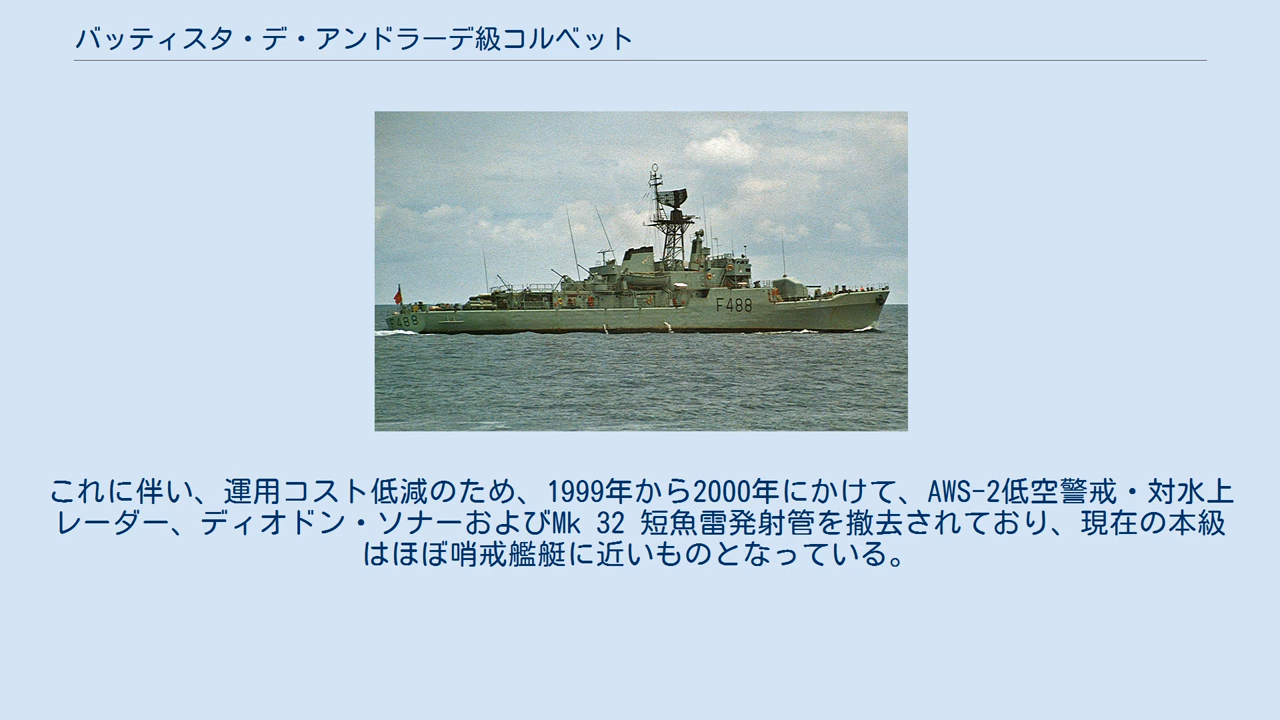 バッティスタ・デ・アンドラーデ級コルベット
F488
F488
これに伴い、運用コスト低減のため、1999年から2000年にかけて、AWS-2低空警戒・対水上
レーダー、ディオドン・ソナーおよびMk 32 短魚雷発射管を撤去されており、現在の本級
はほぼ哨戒艦艇に近いものとなっている。